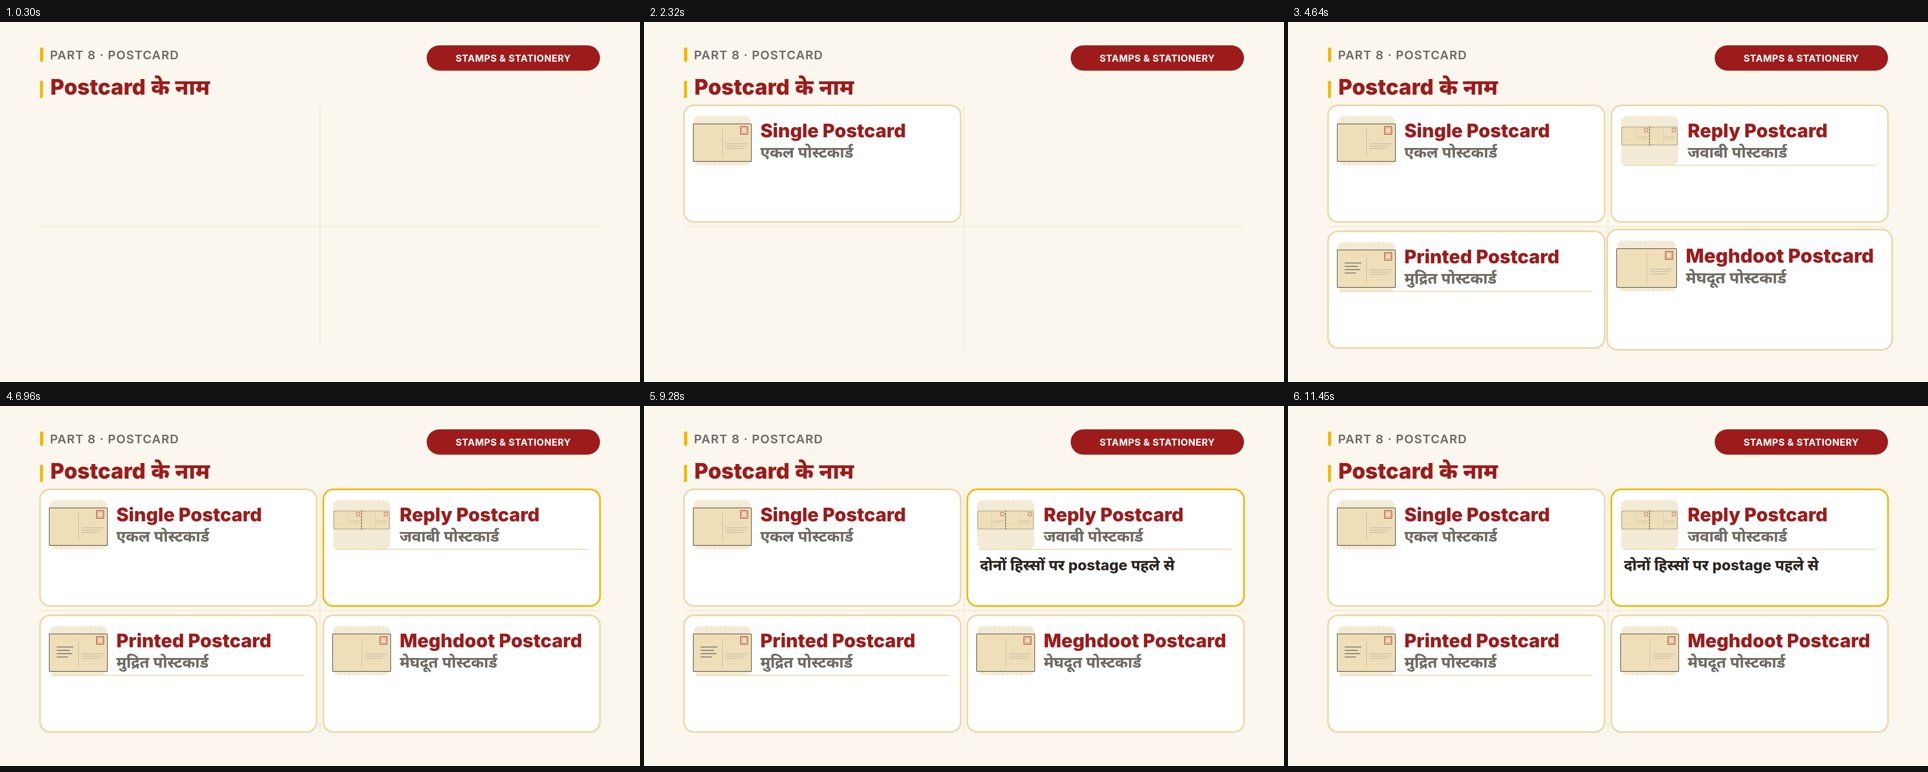 1. 0.30s
PART 8 · POSTCARD
STAMPS & STATIONERY
Postcard के नाम
2. 2.32s
PART 8 · POSTCARD
STAMPS & STATIONERY
Postcard के नाम
Single Postcard
एकल पोस्टकार्ड
3. 4.64s
PART 8 · POSTCARD
STAMPS & STATIONERY
Postcard के नाम
Single Postcard
एकल पोस्टकार्ड
Reply Postcard
जवाबी पोस्टकार्ड
Printed Postcard
मुद्रित पोस्टकार्ड
Meghdoot Postcard
मेघदूत पोस्टकार्ड
4. 6.96s
PART 8 · POSTCARD
STAMPS & STATIONERY
Postcard के नाम
Single Postcard
एकल पोस्टकार्ड
Reply Postcard
जवाबी पोस्टकार्ड
Printed Postcard
मुद्रित पोस्टकार्ड
Meghdoot Postcard
मेघदूत पोस्टकार्ड
5. 9.28s
PART 8 · POSTCARD
STAMPS & STATIONERY
Postcard के नाम
Single Postcard
एकल पोस्टकार्ड
Reply Postcard
जवाबी पोस्टकार्ड
दोनों हिस्सों पर postage पहले से
Printed Postcard
मुद्रित पोस्टकार्ड
Meghdoot Postcard
मेघदूत पोस्टकार्ड
6. 11.45s
PART 8 · POSTCARD
STAMPS & STATIONERY
Postcard के नाम
Single Postcard
एकल पोस्टकार्ड
Reply Postcard
जवाबी पोस्टकार्ड
दोनों हिस्सों पर postage पहले से
Printed Postcard
मुद्रित पोस्टकार्ड
Meghdoot Postcard
मेघदूत पोस्टकार्ड